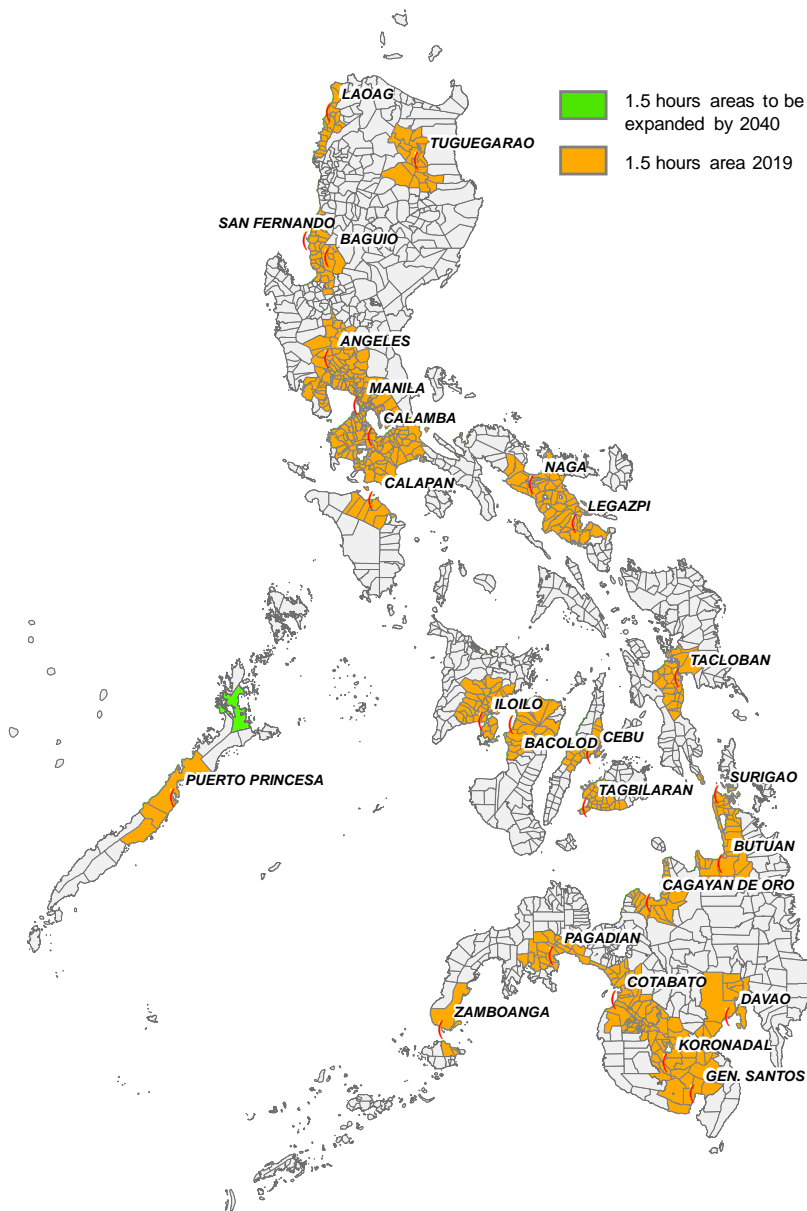 LAOAG
1.5 hours areas to be
expanded by 2040
TUGUEGARAO
1.5 hours area 2019
SAN FERNANDO
BAGUIO
ANGELES
MANILA
CALAMBA
NAGA
CALAPAN
LEGAZPI
TACLOBAN
ILOILO
CEBU
BACOLOD
PUERTO PRINCESA
SURIGAO
TAGBILARAN
BUTUAN
CAGAYAN DE ORO
PAGADIAN
COTABATO
DAVAO
ZAMBOANGA
KORONADAL
GEN. SANTOS